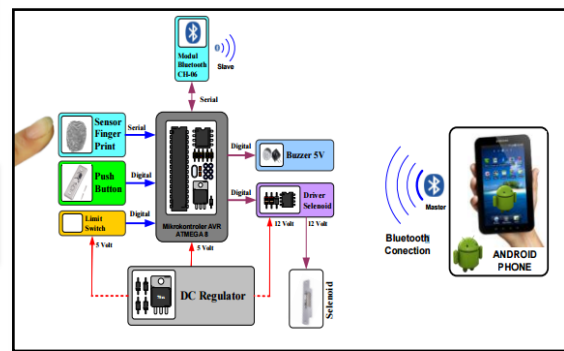 Modul
Bluetooth
CH-06
Slave
Serial
Sensor
Finger
Print
Serial
Push
Button
Digital
Limit
Switch
Digital
5 Volt
Mikrokontroler AVR
ATMEGA 8
5 Volt
Digital
Buzzer 5V
Digital
Driver
Selenoid
12 Volt
12 Volt
DC Regulator
Selenoid
Master
Bluetooth
Conection
ANDROID
PHONE